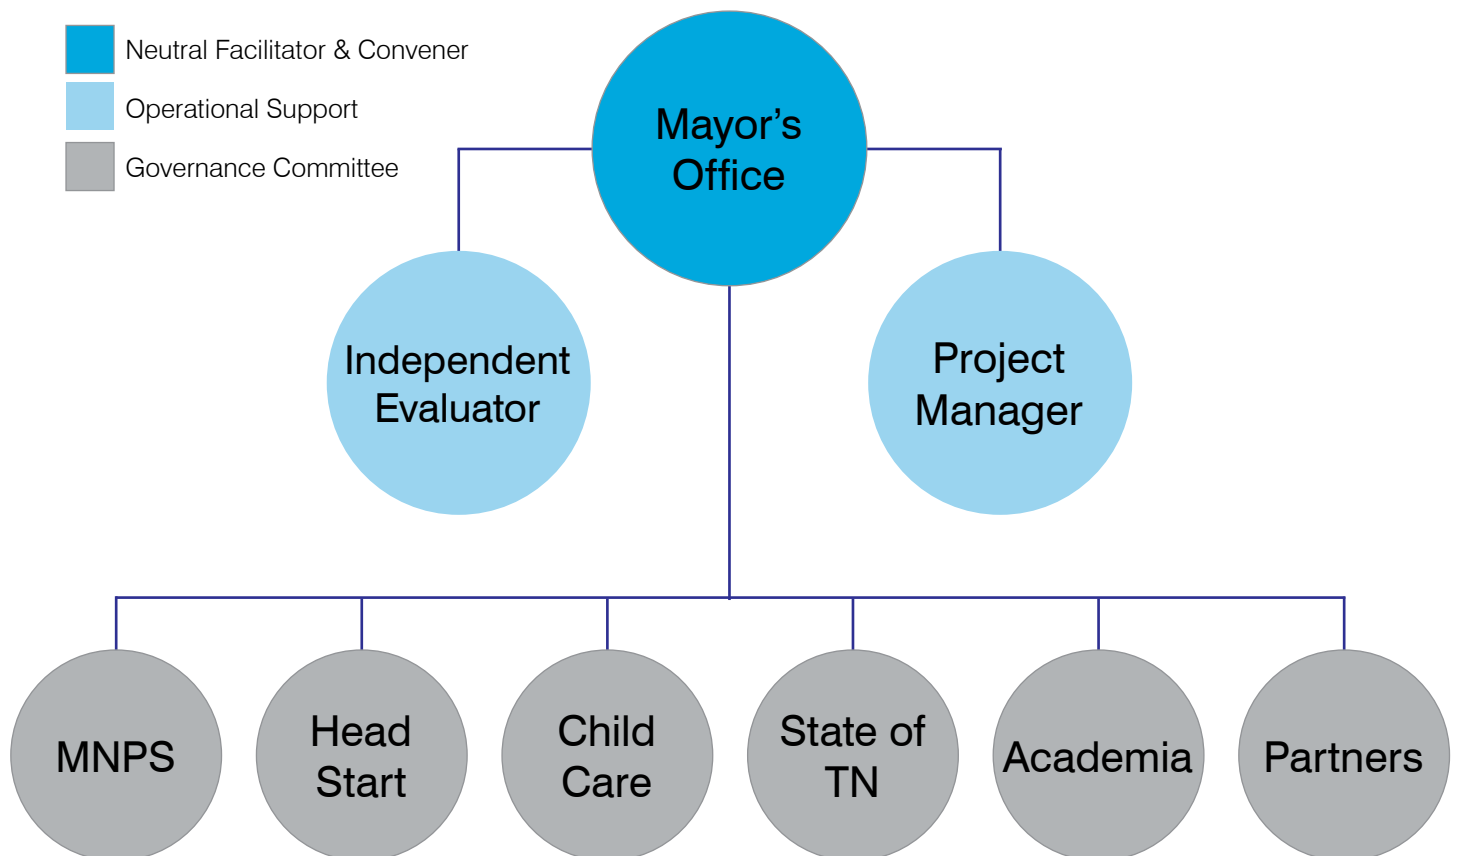 Neutral Facilitator & Convener
Operational Support
Governance Committee
Mayor’s
Office
Independent
Evaluator
Project
Manager
MNPS
Head
Start
Child
Care
State of
TN
Academia
Partners